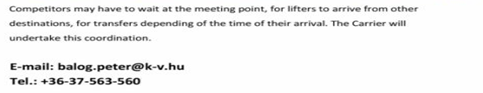 Competitors may have to wait at the meeting point, for lifters to arrive from other
destinations, for transfers depending of the time of their arrival. The Carrier will
undertake this coordination.
E-mail: balog.peter@k-v.hu
Tel.: +36-37-563-560